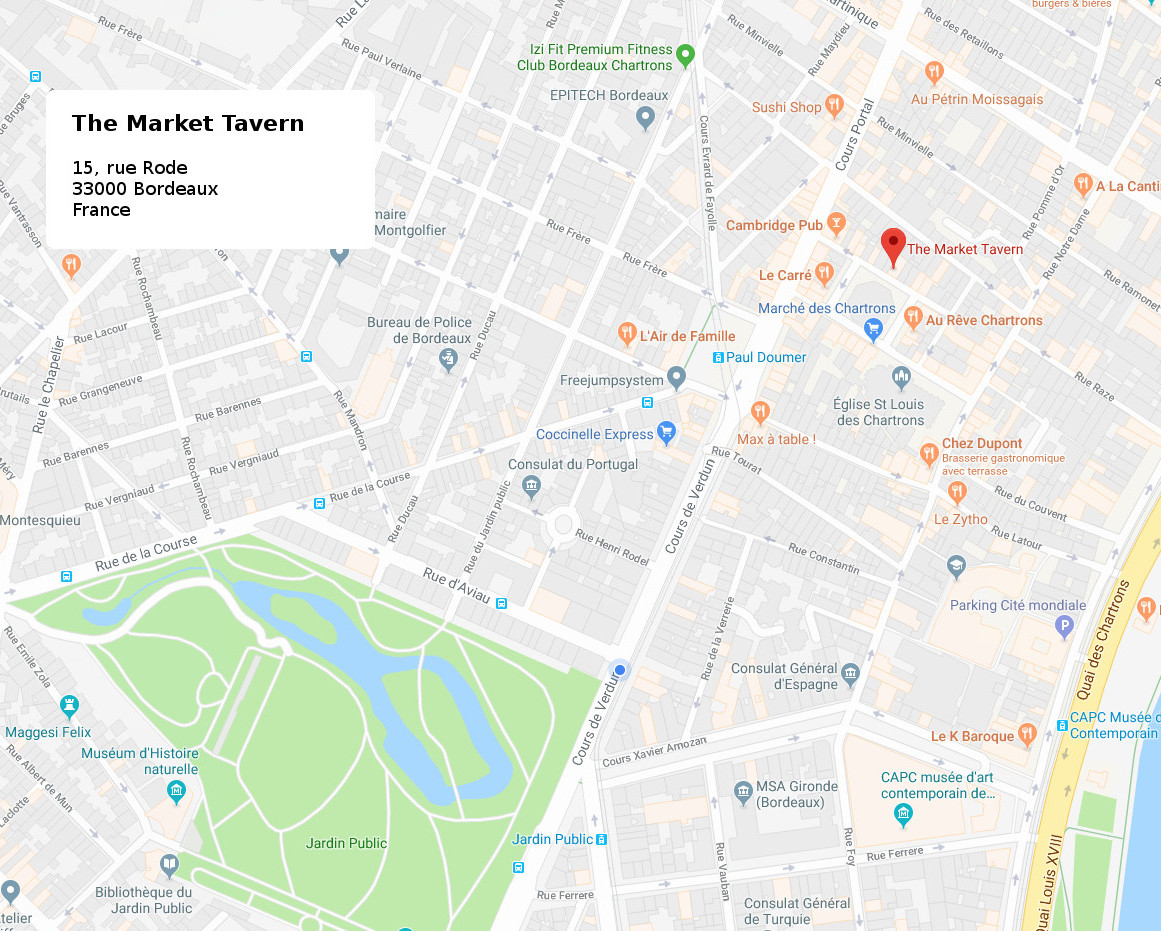 The Market Tavern
15, rue Rode
33000 Bordeaux
France
burgers & bières
Rue Frère
Rue Paul Verlaine
Izi Fit Premium Fitness
Club Bordeaux Chartrons
EPITECH Bordeaux
Rue Minvielle
Rue Maydieu
Rue des Retaillons
Au Pétrin Moissagais
Sushi Shop
Cours Portal
Rue Minvielle
Cours Evrard de Fayolle
Rue Pomme d'Or
A La Canti
Rue Notre Dame
Rue Vantrasson
maire
Montgolfier
Rue Frère
Rue Frère
Cambridge Pub
The Market Tavern
Le Carré
Rue Ramonet
Marché des Chartrons
Au Rêve Chartrons
Rue Rochambeau
Rue Lacour
Bureau de Police
de Bordeaux
Rue Ducau
L'Air de Famille
Paul Doumer
Freejumpsystem
Rue Raze
Rue le Chapelier
Rue Grangeneuve
Rue Barennes
Rue Mandron
Église St Louis
des Chartrons
Max à table !
Coccinelle Express
Rue Barennes
Rue Vergniaud
Rue Rochambeau
Consulat du Portugal
Rue Tourat
Chez Dupont
Brasserie gastronomique
avec terrasse
Rue Vergniaud
Rue de la Course
Rue Ducau
Rue du Jardin public
Cours de Verdun
Le Zytho
Rue du Couvent
Rue Latour
Montesquieu
Rue de la Course
Rue Henri Rodel
Rue Constantin
Rue d'Aviau
Parking Cité mondiale
Rue de la Verrerie
Quai des Chartrons
Rue Emile Zola
Consulat Général
d'Espagne
Cours de Verdun
Maggesi Felix
Muséum d'Histoire
naturelle
Cours Xavier Arnozan
Le K Baroque
CAPC Musée d
Contemporain
Rue Albert de Mun
MSA Gironde
(Bordeaux)
CAPC musée d'art
contemporain de...
Jardin Public
Jardin Public
Rue Vauban
Rue Foy
Rue Ferrere
Quai Louis XVIII
Bibliothèque du
Jardin Public
Rue Ferrere
Consulat Général
de Turquie